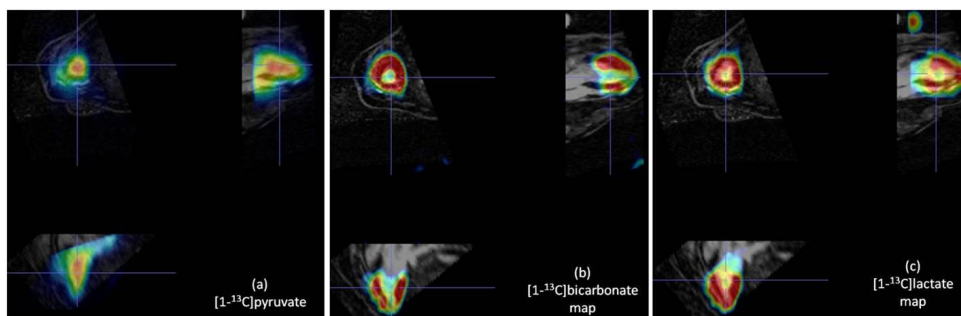 (a)
[1-¹³C]pyruvate
(b)
[1-¹³C]bicarbonate
map
(c)
[1-¹³C]lactate
map